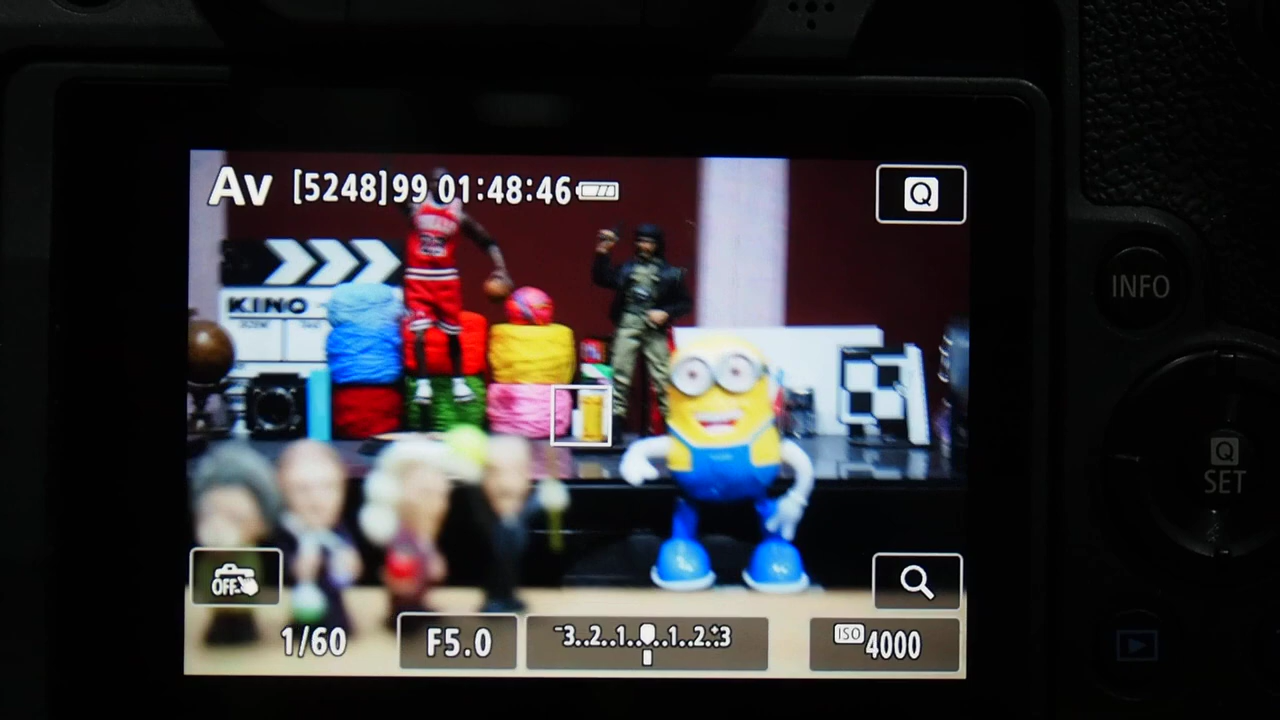 Av [5248]99 01:48:46
Q
INFO
KINO
23
Q
SET
OFF
1/60
F5.0
-3..2..1..0..1..2..+3
ISO 4000